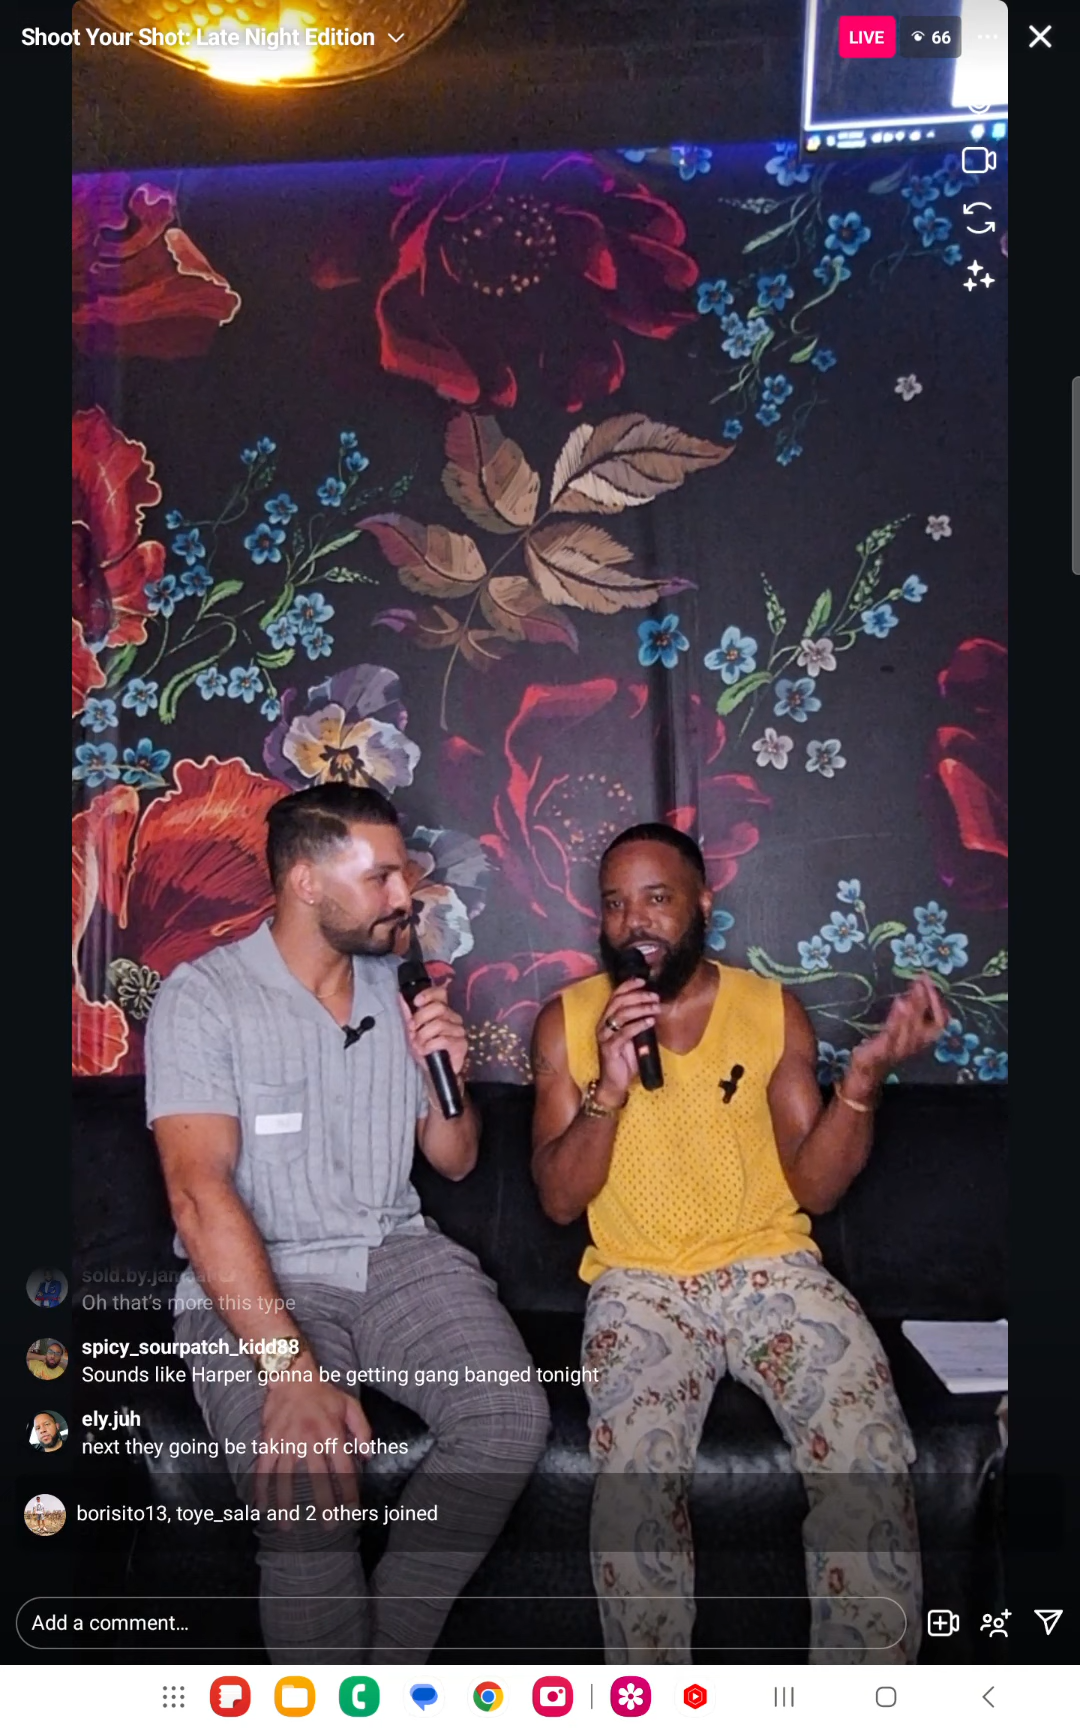 Shoot Your Shot: Late Night Edition
LIVE
66
Oh that's more this type
spicy_sourpatch_kidd88
Sounds like Harper gonna be getting gang banged tonight
ely.juh
next they going be taking off clothes
borisito13, toye_sala and 2 others joined
Add a comment...